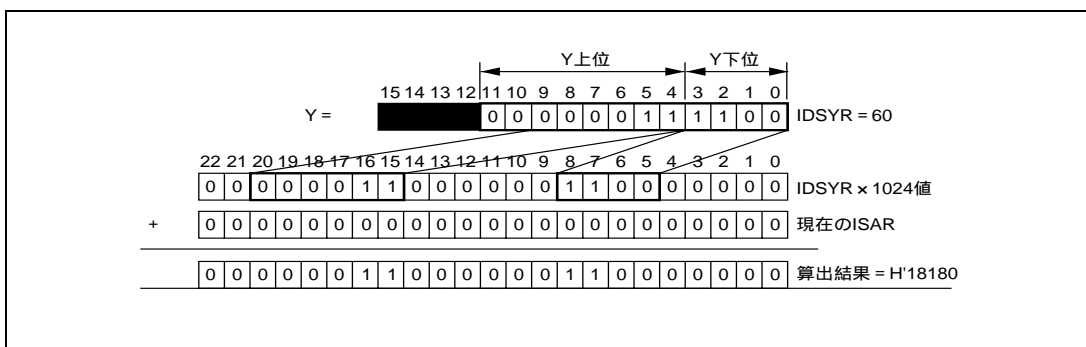 Y上位 Y下位
15 14 13 12 11 10 9 8 7 6 5 4 3 2 1 0
Y = 0 0 0 0 0 0 1 1 1 1 0 0 IDSYR = 60
22 21 20 19 18 17 16 15 14 13 12 11 10 9 8 7 6 5 4 3 2 1 0
0 0 0 0 0 0 1 1 0 0 0 0 0 0 1 1 0 0 0 0 0 0 0 IDSYR × 1024値
+ 0 0 0 0 0 0 0 0 0 0 0 0 0 0 0 0 0 0 0 0 0 0 0 現在のISAR
0 0 0 0 0 0 1 1 0 0 0 0 0 0 1 1 0 0 0 0 0 0 0 算出結果 = H'18180